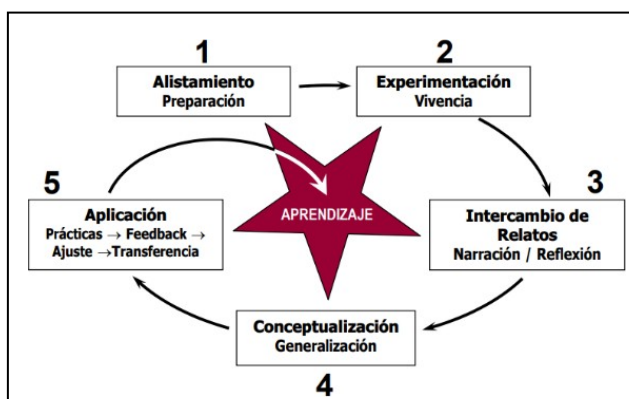 1
Alistamiento
Preparación
2
Experimentación
Vivencia
3
Intercambio de
Relatos
Narración / Reflexión
4
Conceptualización
Generalización
5
Aplicación
Prácticas → Feedback →
Ajuste →Transferencia
APRENDIZAJE